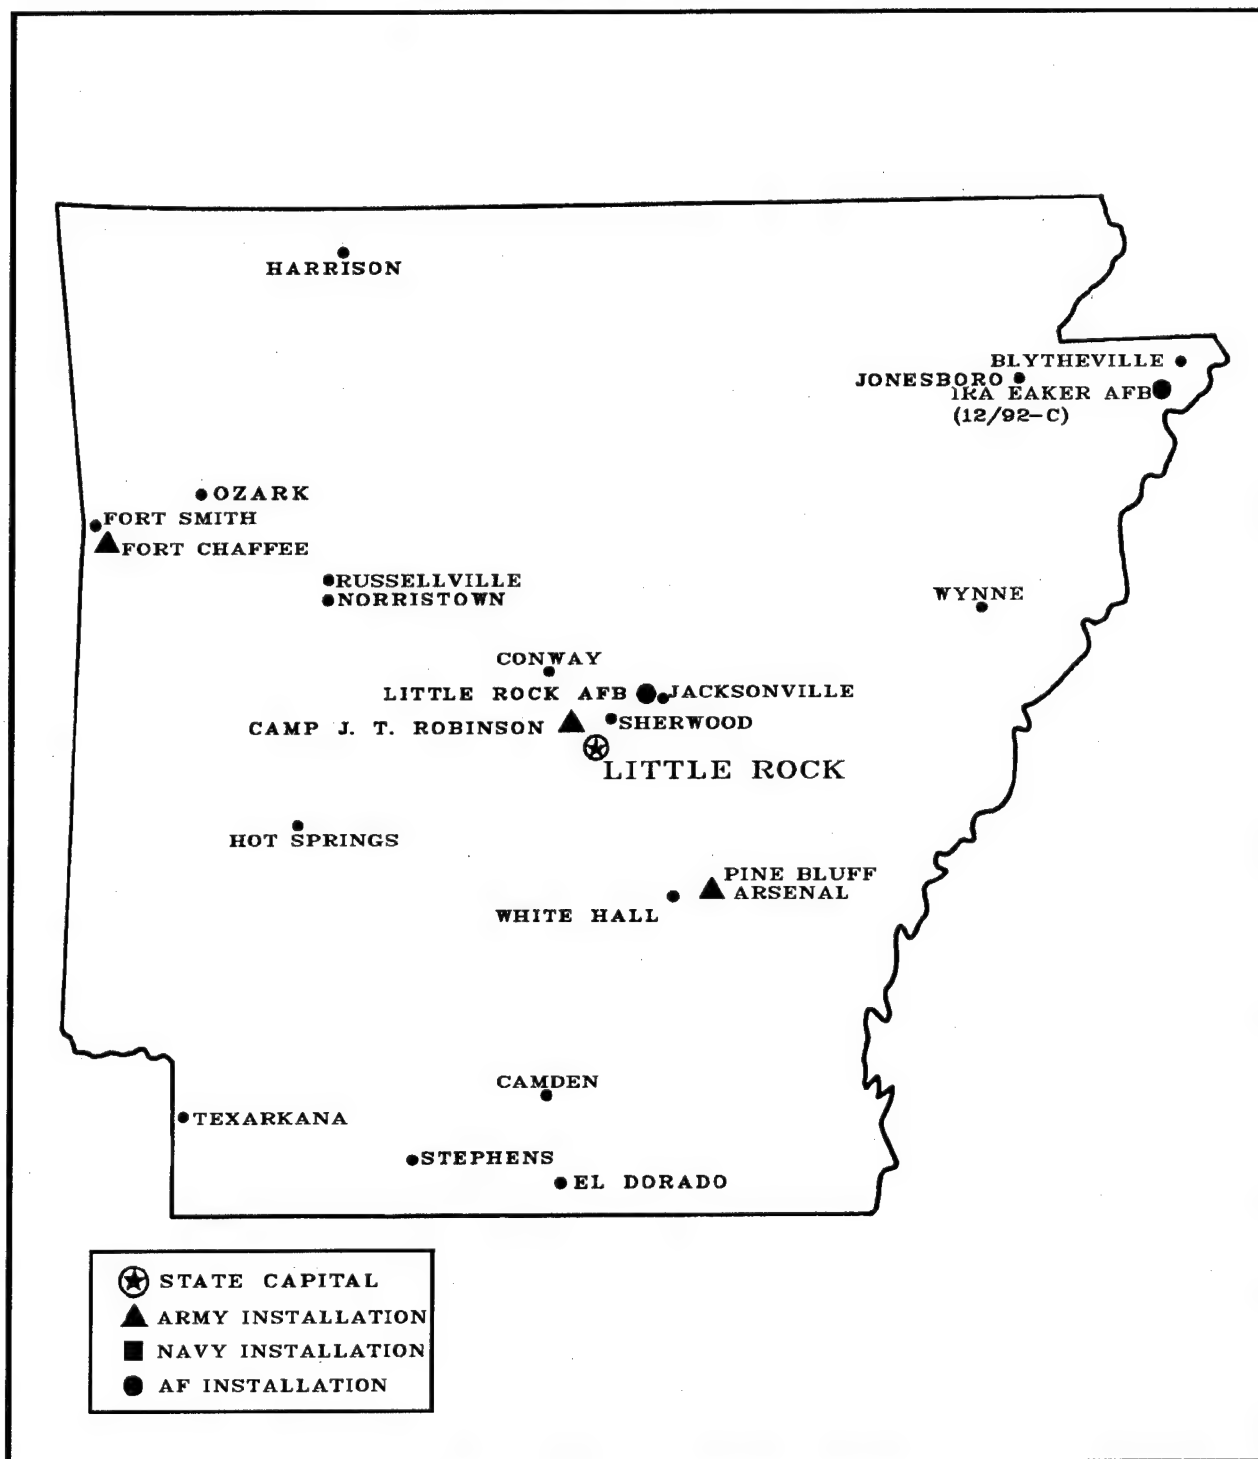 HARRISON
BLYTHEVILLE
JONESBORO
IRA EAKER AFB
(12/92-C)
OZARK
FORT SMITH
FORT CHAFFEE
RUSSELLVILLE
NORRISTOWN
WYNNE
CONWAY
LITTLE ROCK AFB
JACKSONVILLE
CAMP J. T. ROBINSON
SHERWOOD
LITTLE ROCK
HOT SPRINGS
PINE BLUFF
ARSENAL
WHITE HALL
CAMDEN
TEXARKANA
STEPHENS
EL DORADO
STATE CAPITAL
ARMY INSTALLATION
NAVY INSTALLATION
AF INSTALLATION